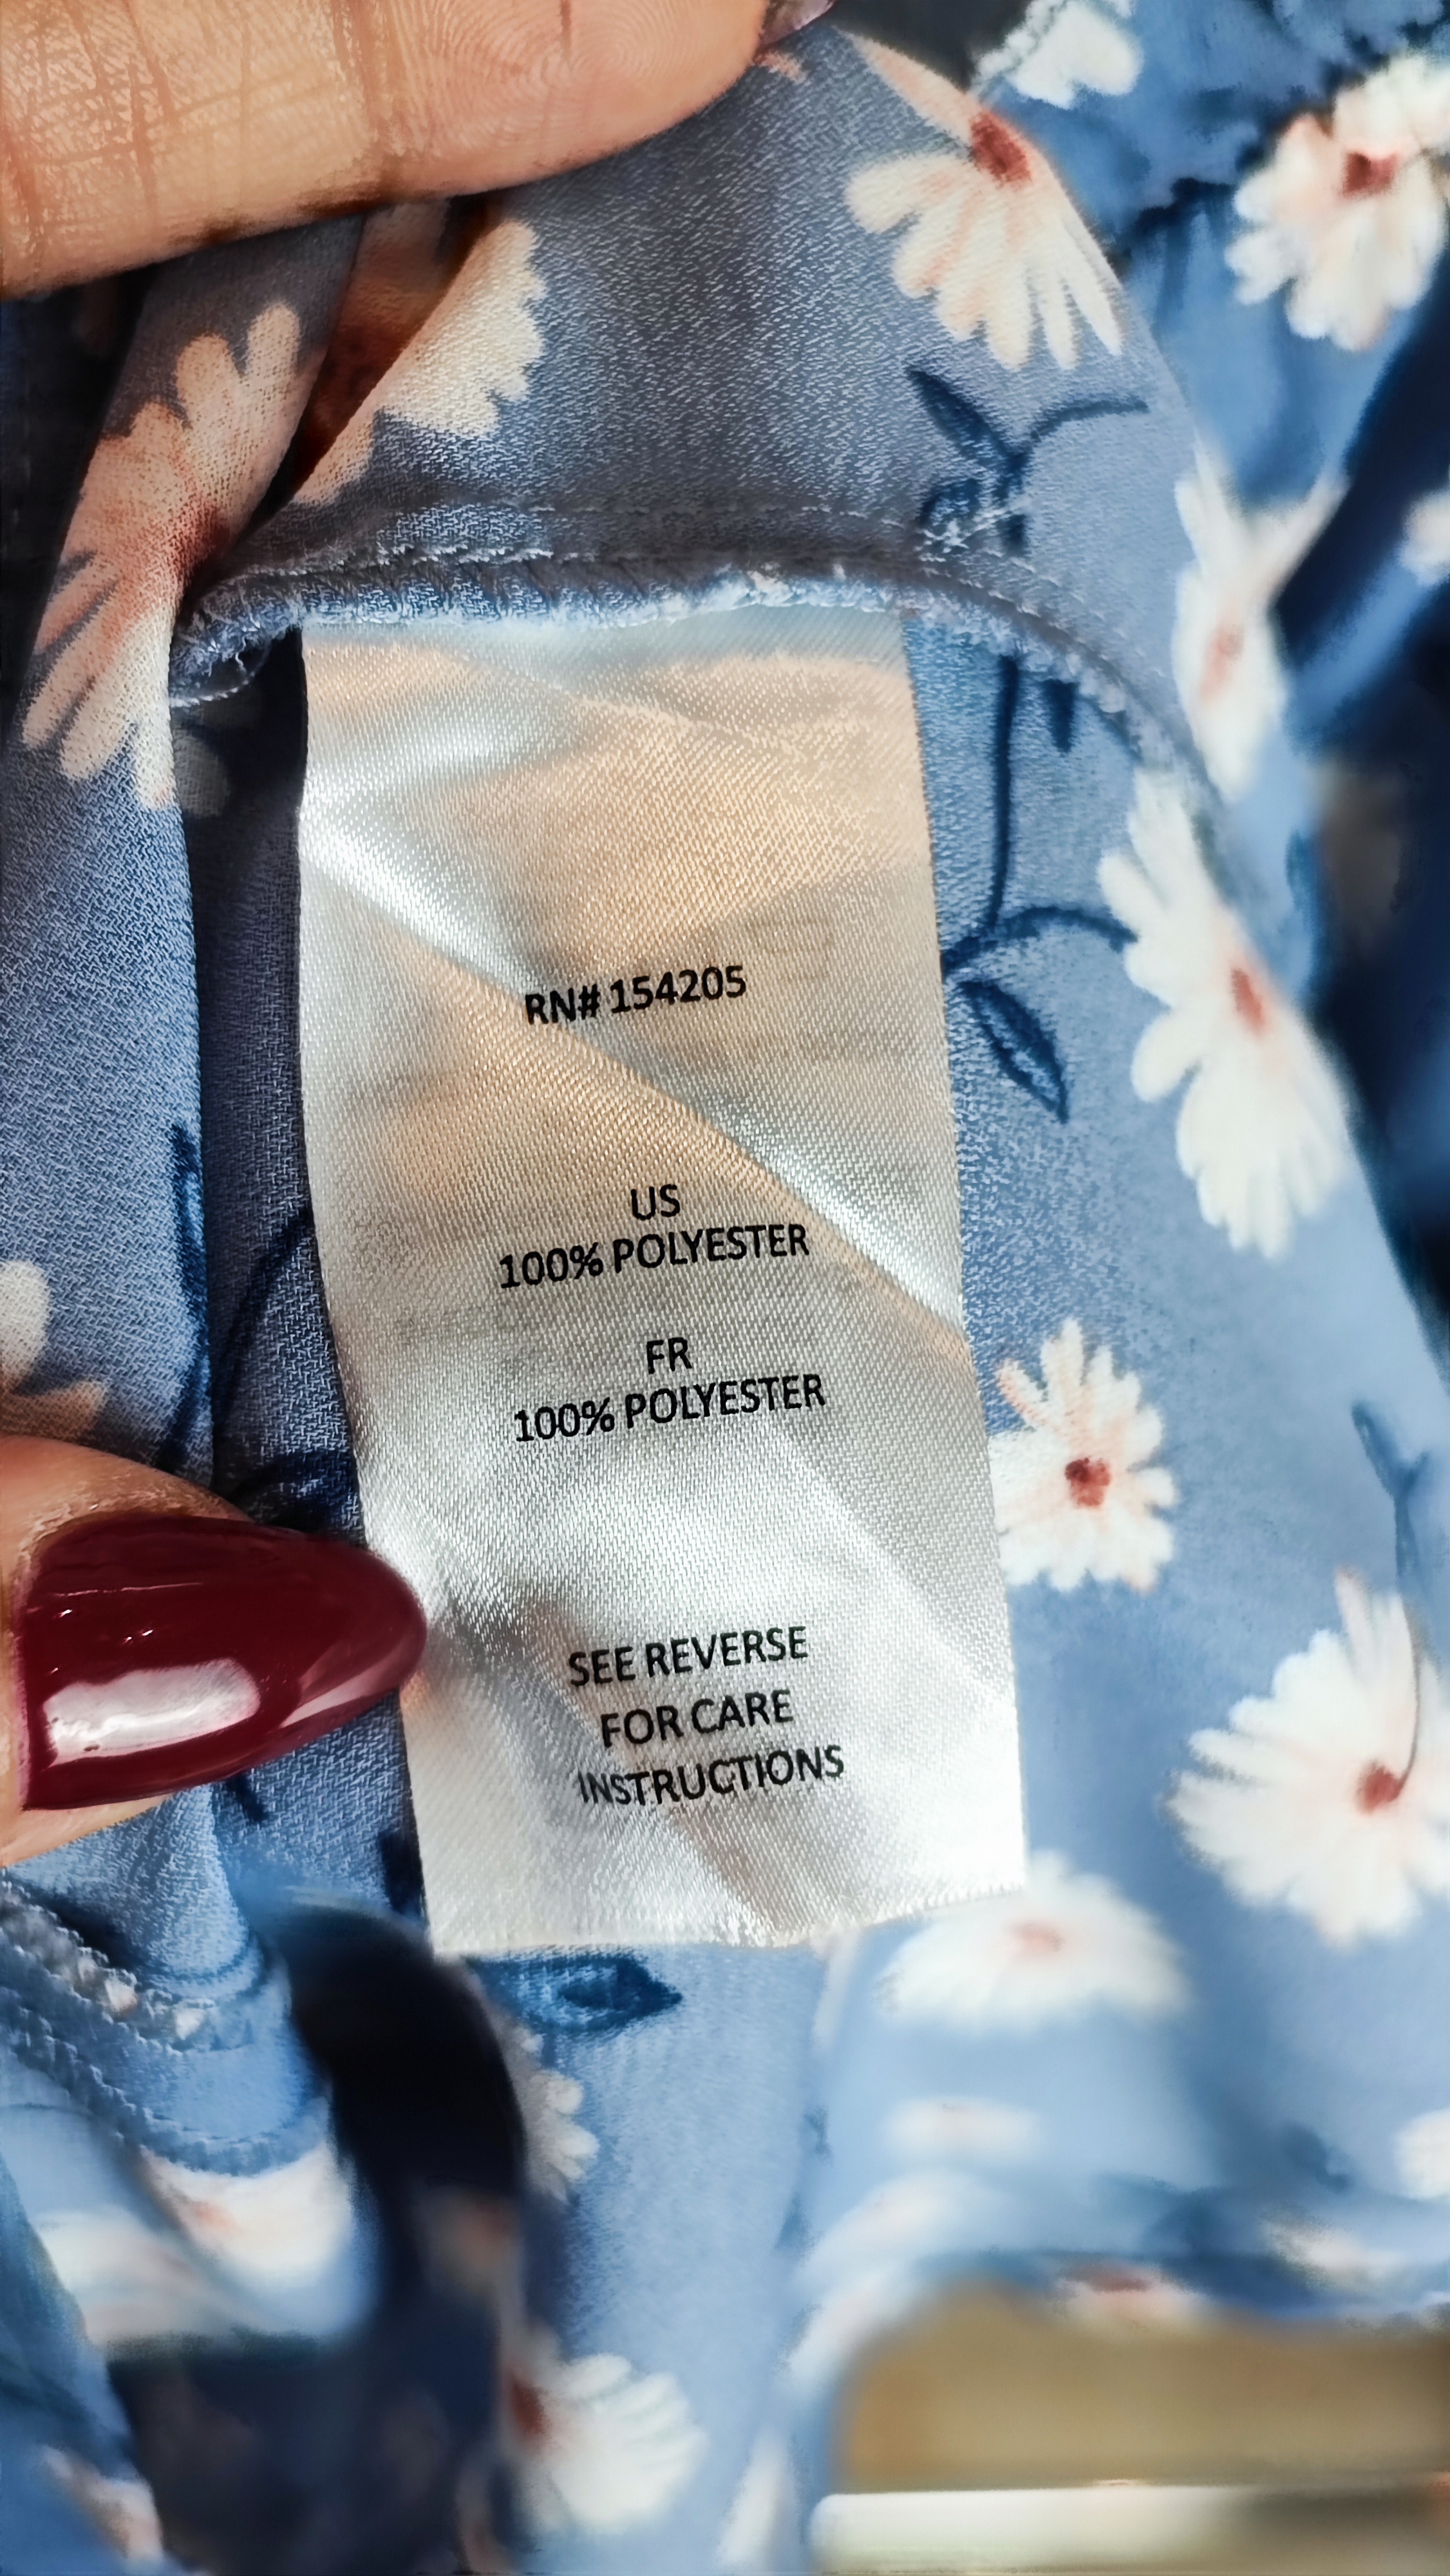 RN# 154205
US
100% POLYESTER
FR
100% POLYESTER
SEE REVERSE
FOR CARE
INSTRUCTIONS